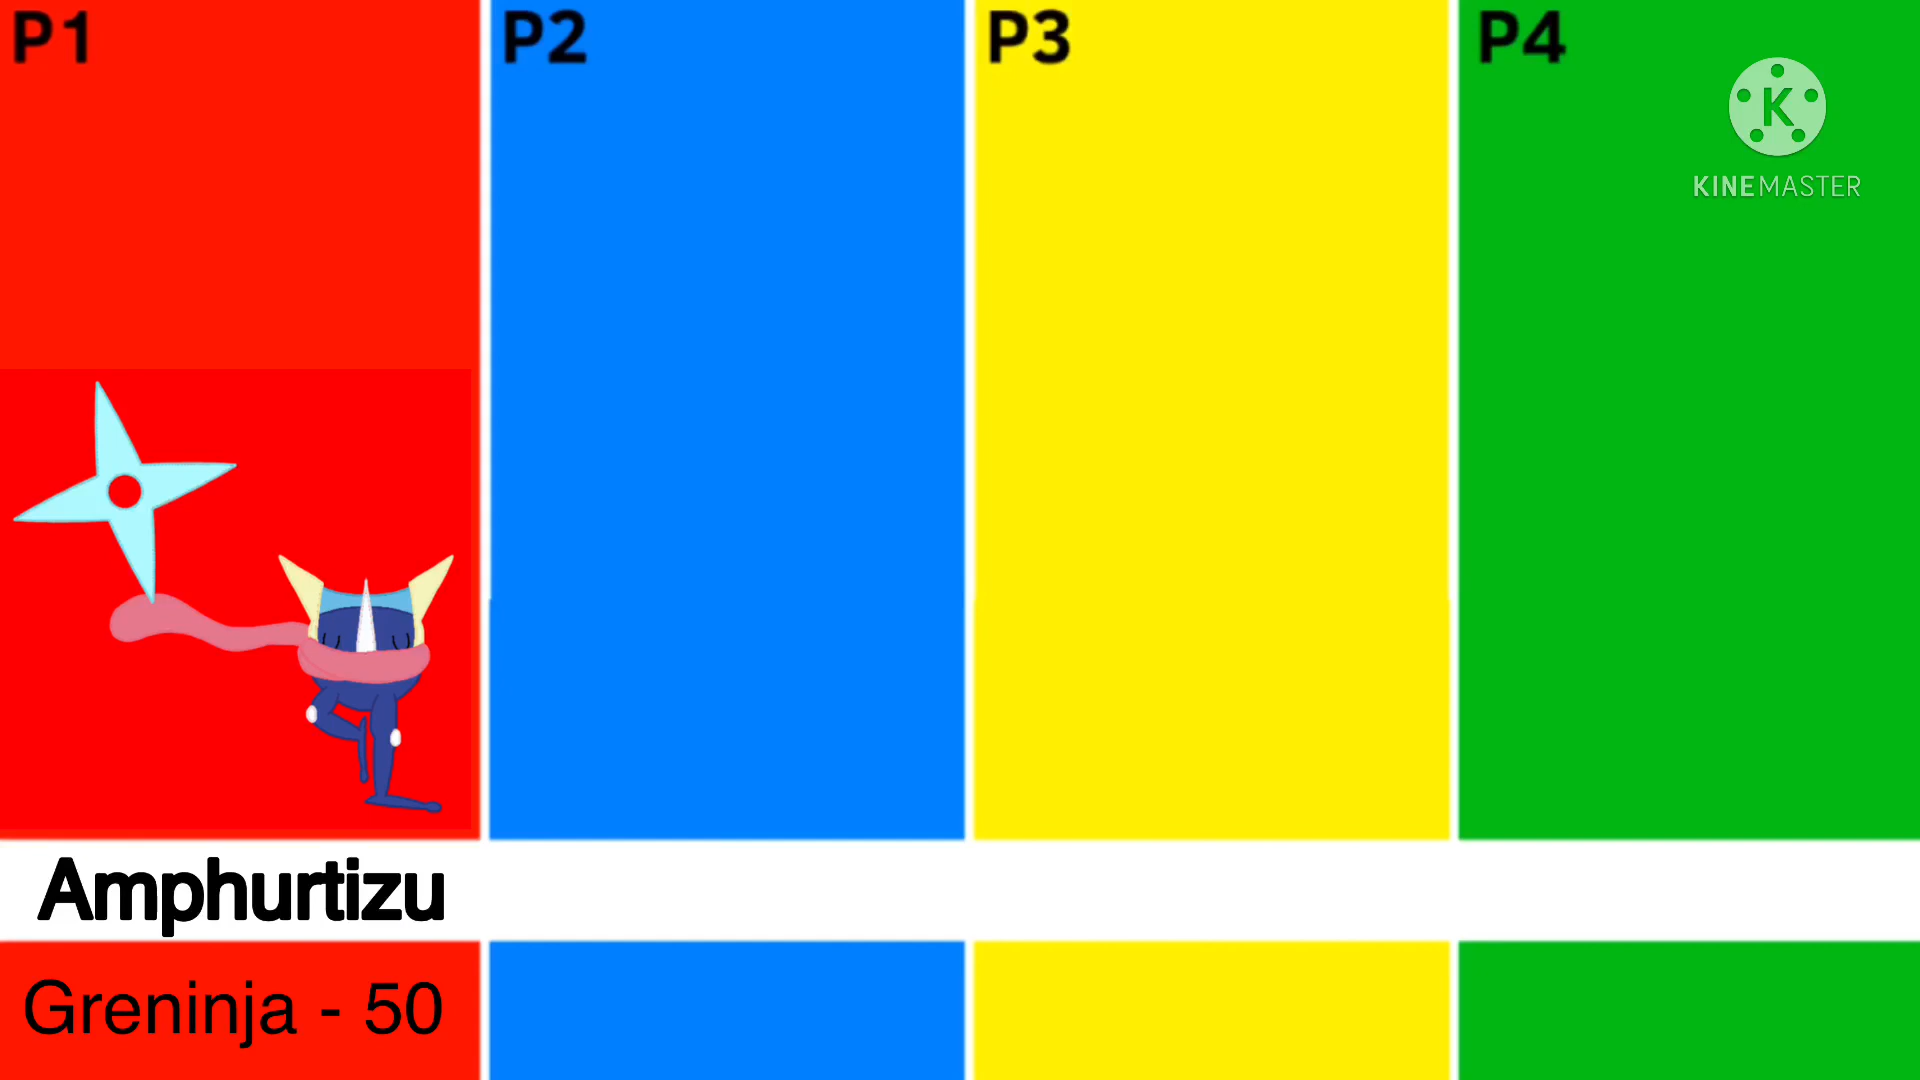 P1
P2
P3
P4
K
KINEMASTER
Amphurtizu
Greninja - 50